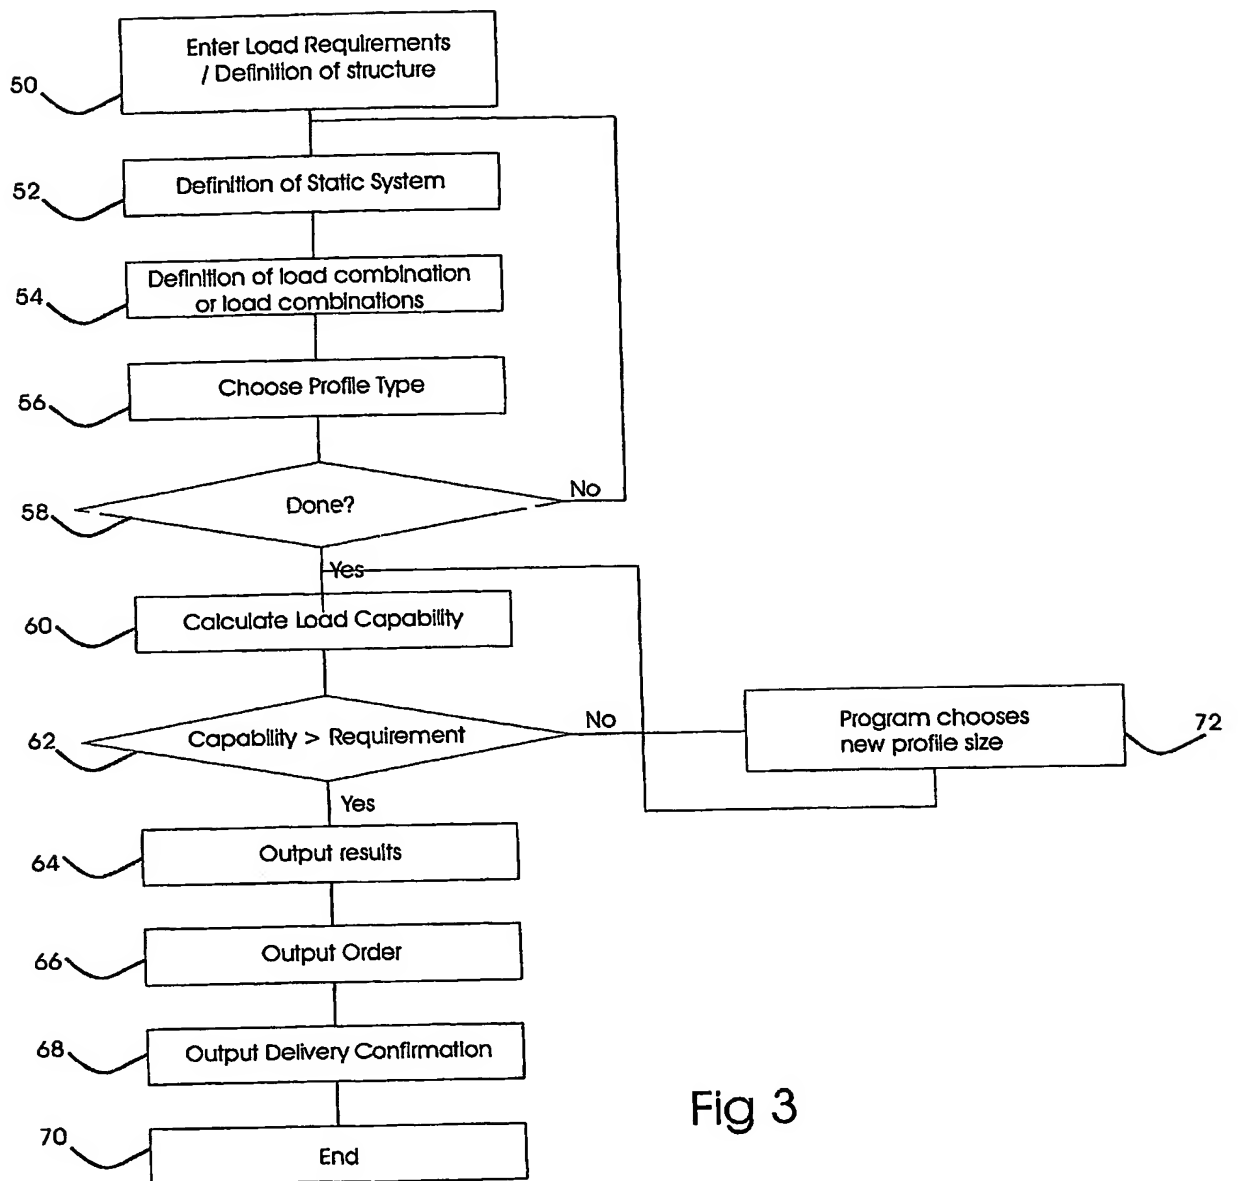 Enter Load Requirements
/ Definition of structure
50
Definition of Static System
52
Definition of load combination
or load combinations
54
Choose Profile Type
56
Done?
No
58
Yes
Calculate Load Capability
60
Capability > Requirement
No
62
Program chooses
new profile size
72
Yes
Output results
64
Output Order
66
Output Delivery Confirmation
68
Fig 3
End
70